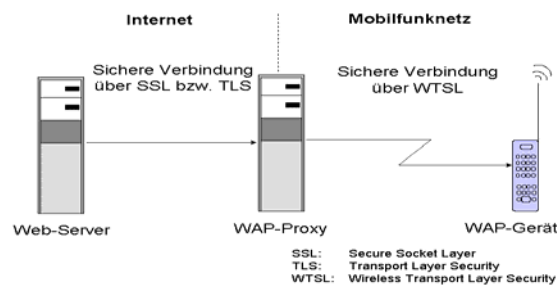 Internet
Mobilfunknetz
Sichere Verbindung
über SSL bzw. TLS
Sichere Verbindung
über WTSL
Web-Server
WAP-Proxy
WAP-Gerät
SSL: Secure Socket Layer
TLS: Transport Layer Security
WTSL: Wireless Transport Layer Security